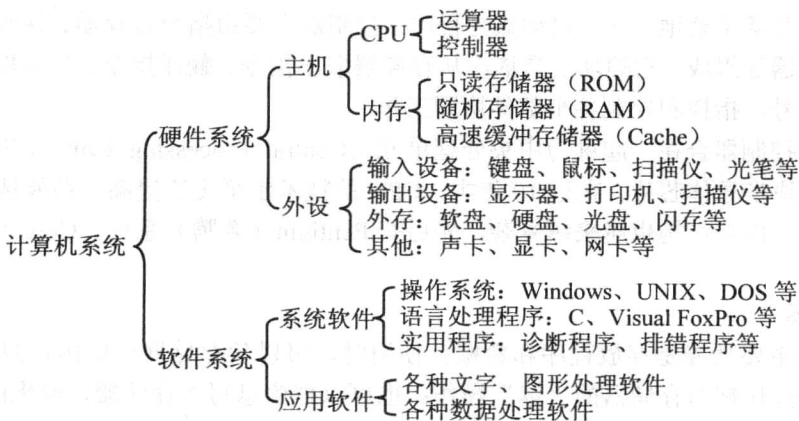 计算机系统
硬件系统
主机
CPU
运算器
控制器
内存
只读存储器（ROM）
随机存储器（RAM）
高速缓冲存储器（Cache）
外设
输入设备：键盘、鼠标、扫描仪、光笔等
输出设备：显示器、打印机、扫描仪等
外存：软盘、硬盘、光盘、闪存等
其他：声卡、显卡、网卡等
软件系统
系统软件
操作系统：Windows、UNIX、DOS 等
语言处理程序：C、Visual FoxPro 等
实用程序：诊断程序、排错程序等
应用软件
各种文字、图形处理软件
各种数据处理软件